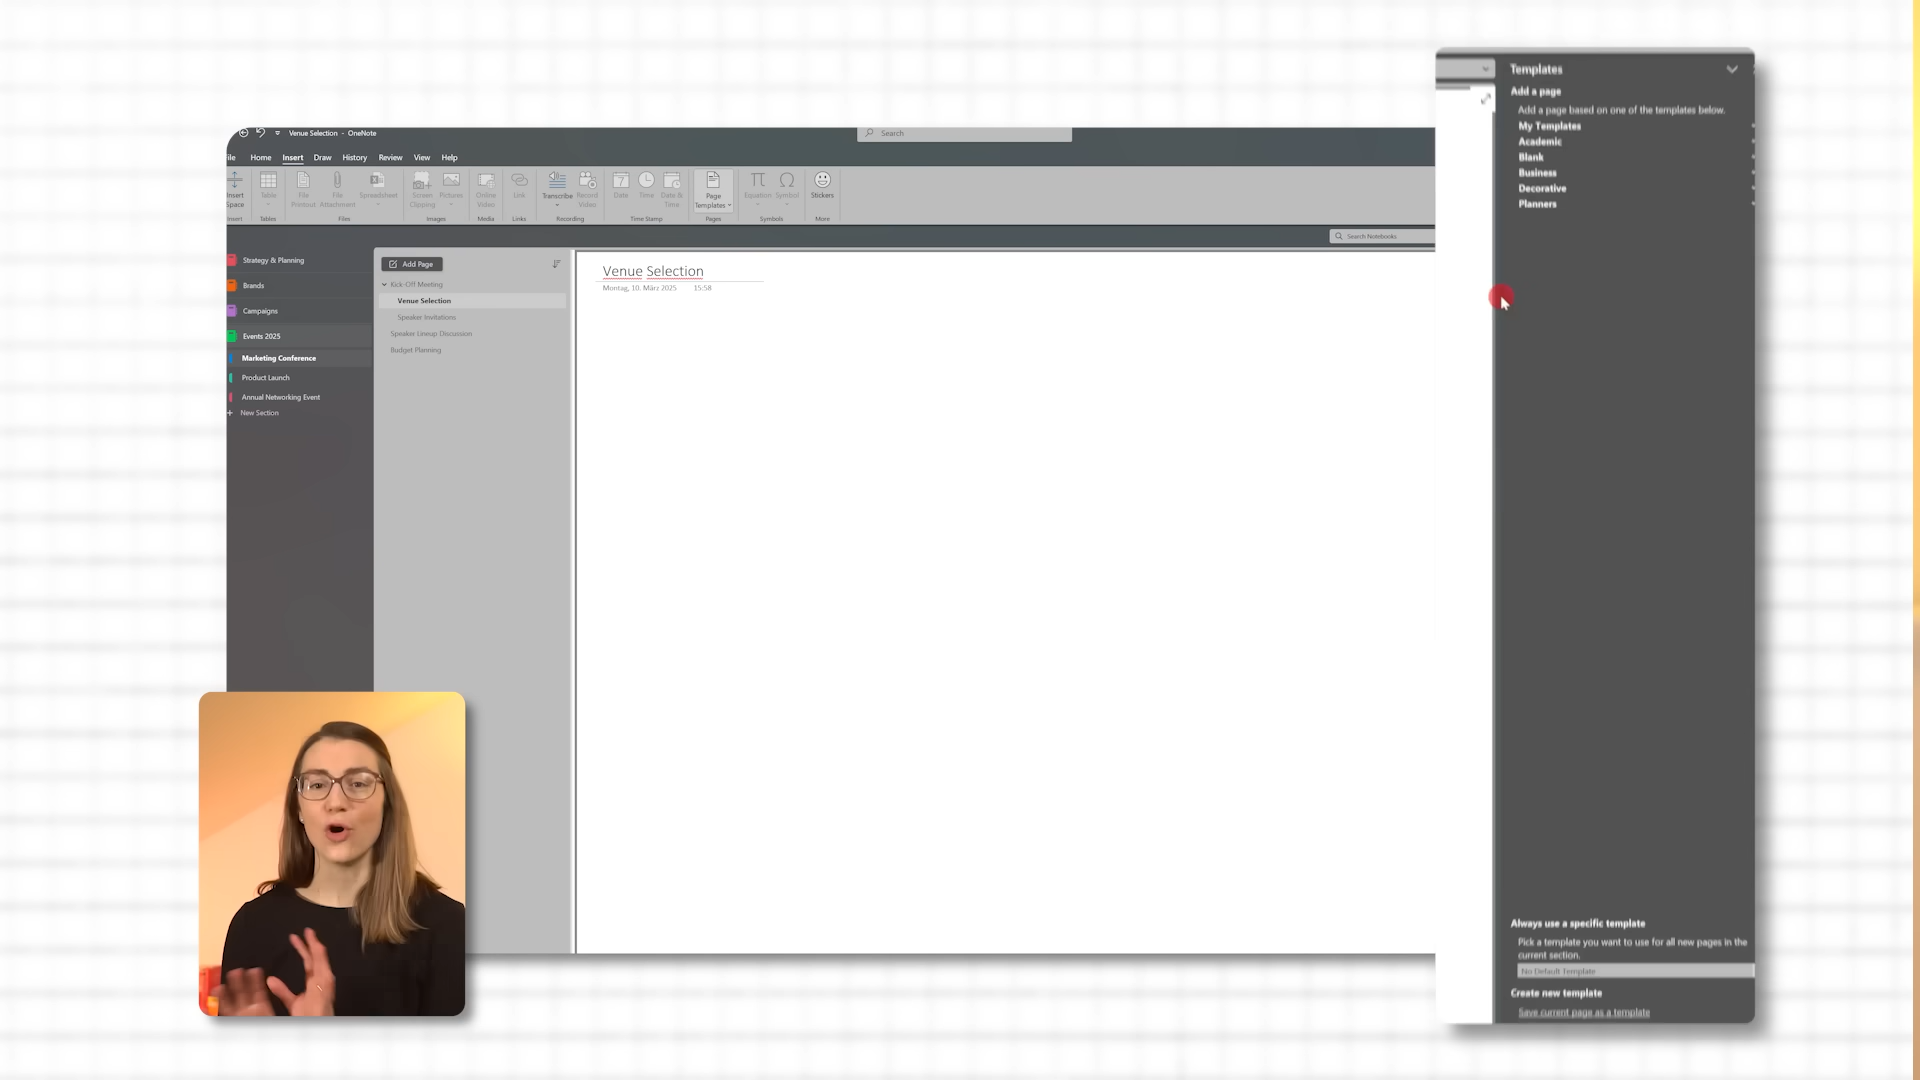 Venue Selection - OneNote
Search
ile Home Insert Draw History Review View Help
Insert Space
Table
File Printout
File Attachment
Spreadsheet
Screen Clipping
Pictures
Online Video
Link
Transcribe
Record Video
Date
Time
Date & Time
Page Templates
Equation
Symbol
Stickers
nsert Tables Files Images Media Links Recording Time Stamp Pages Symbols More
Search Notebooks
Strategy & Planning
Brands
Campaigns
Events 2025
Marketing Conference
Product Launch
Annual Networking Event
New Section
Add Page
Kick-Off Meeting
Venue Selection
Speaker Invitations
Speaker Lineup Discussion
Budget Planning
Venue Selection
Montag, 10. März 2025 15:58
Templates
Add a page
Add a page based on one of the templates below.
My Templates
Academic
Blank
Business
Decorative
Planners
Always use a specific template
Pick a template you want to use for all new pages in the
current section.
No Default Template
Create new template
Save current page as a template